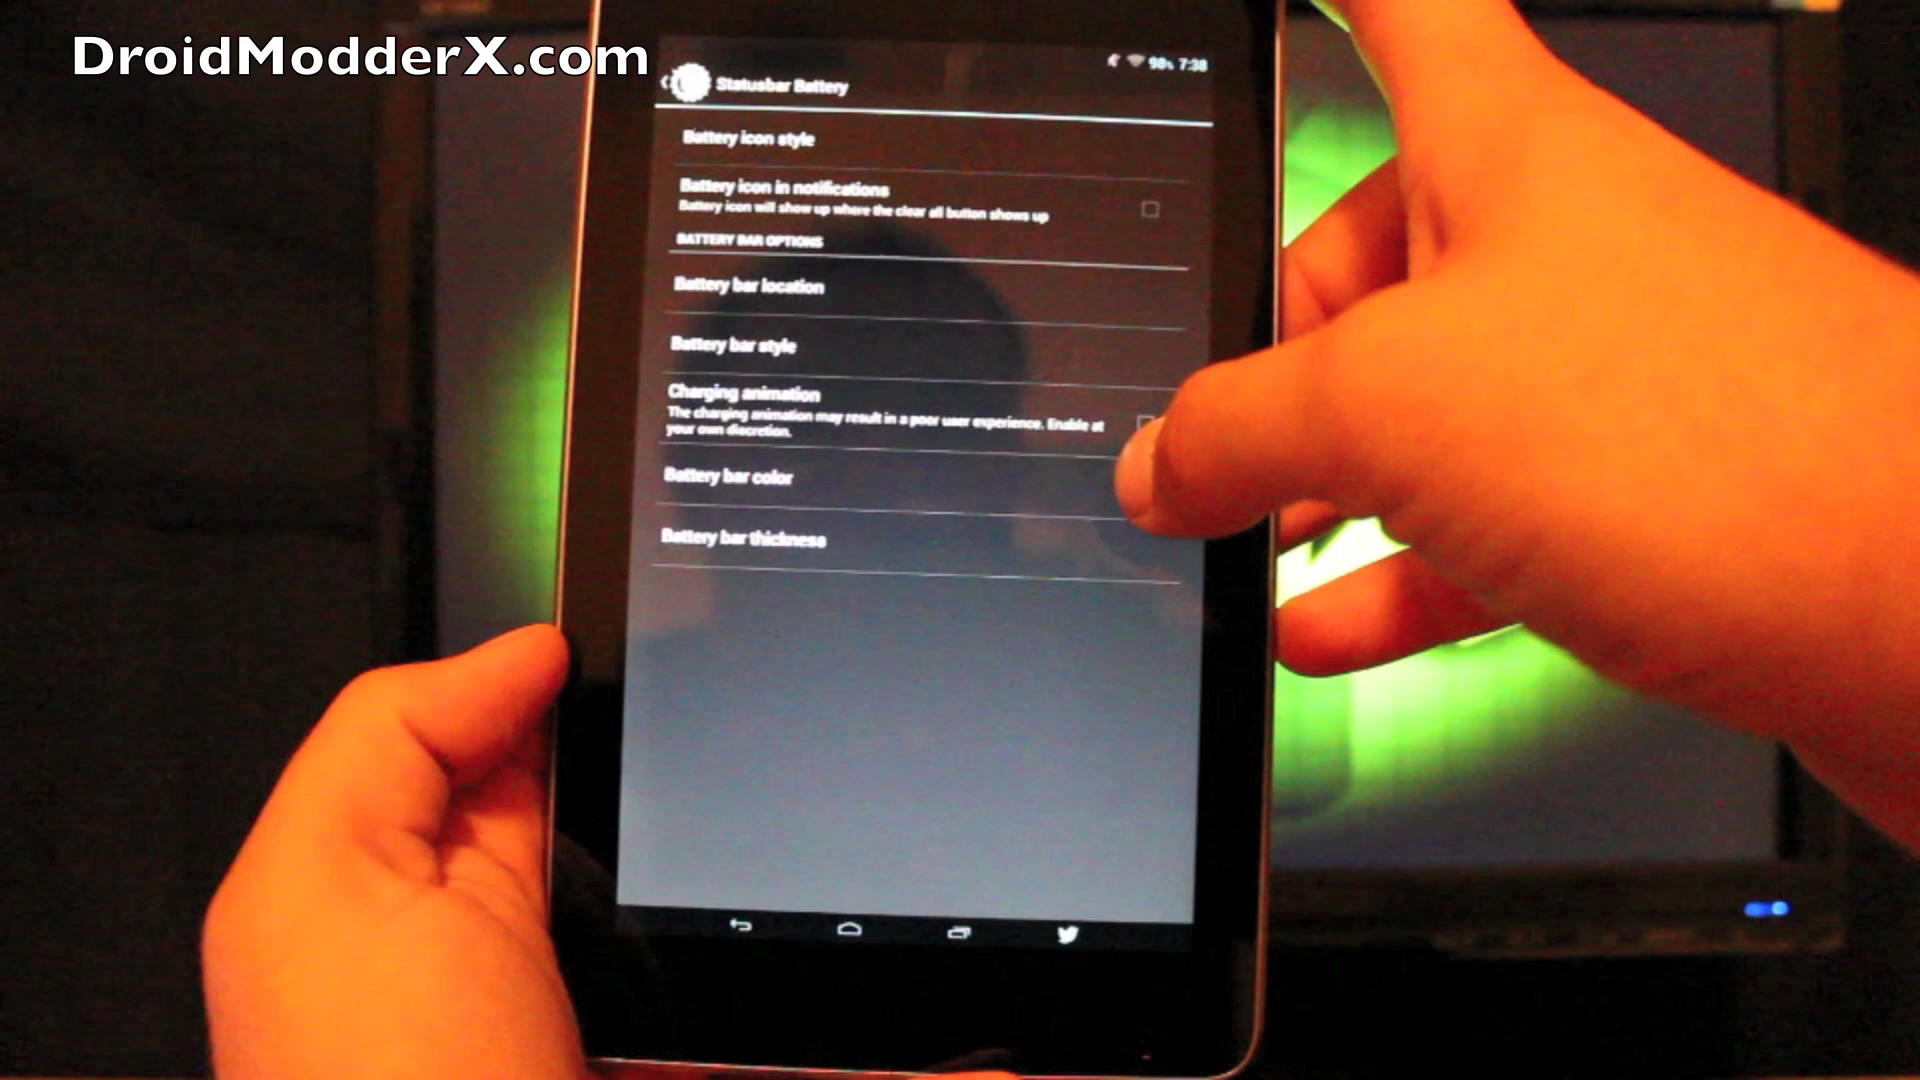 DroidModderX.com
98% 7:38
Statusbar Battery
Battery icon style
Battery icon in notifications
Battery icon will show up where the clear all button shows up
BATTERY BAR OPTIONS
Battery bar location
Battery bar style
Charging animation
The charging animation may result in a poor user experience. Enable at
your own discretion.
Battery bar color
Battery bar thickness